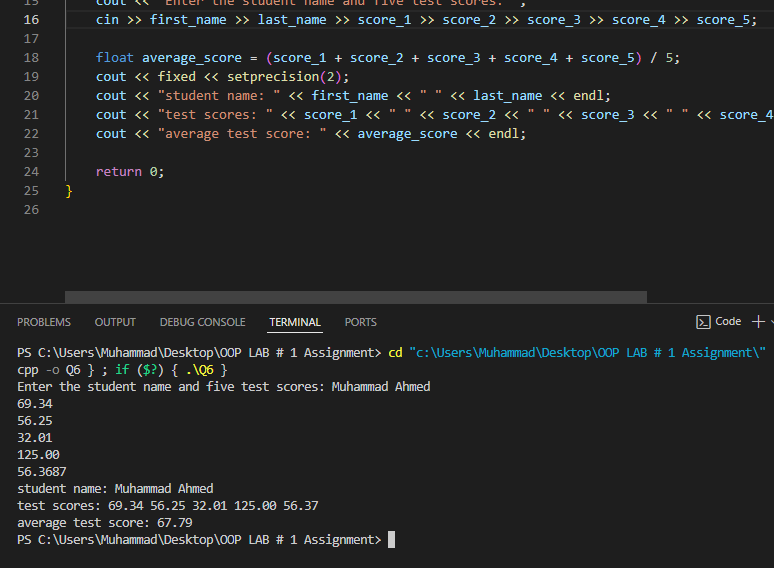 15 cout << "Enter the student name and five test scores: ";
16 cin >> first_name >> last_name >> score_1 >> score_2 >> score_3 >> score_4 >> score_5;
17
18 float average_score = (score_1 + score_2 + score_3 + score_4 + score_5) / 5;
19 cout << fixed << setprecision(2);
20 cout << "student name: " << first_name << " " << last_name << endl;
21 cout << "test scores: " << score_1 << " " << score_2 << " " << score_3 << " " << score_4
22 cout << "average test score: " << average_score << endl;
23
24 return 0;
25 }
26
PROBLEMS OUTPUT DEBUG CONSOLE TERMINAL PORTS Code
PS C:\Users\Muhammad\Desktop\OOP LAB # 1 Assignment> cd "c:\Users\Muhammad\Desktop\OOP LAB # 1 Assignment\"
cpp -o Q6 } ; if ($?) { .\Q6 }
Enter the student name and five test scores: Muhammad Ahmed
69.34
56.25
32.01
125.00
56.3687
student name: Muhammad Ahmed
test scores: 69.34 56.25 32.01 125.00 56.37
average test score: 67.79
PS C:\Users\Muhammad\Desktop\OOP LAB # 1 Assignment>